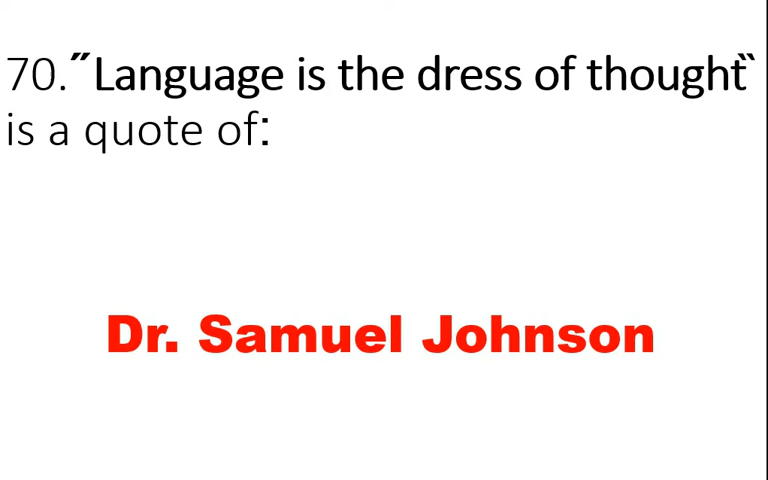 70.˝Language is the dress of thought‶
is a quote of:
Dr. Samuel Johnson